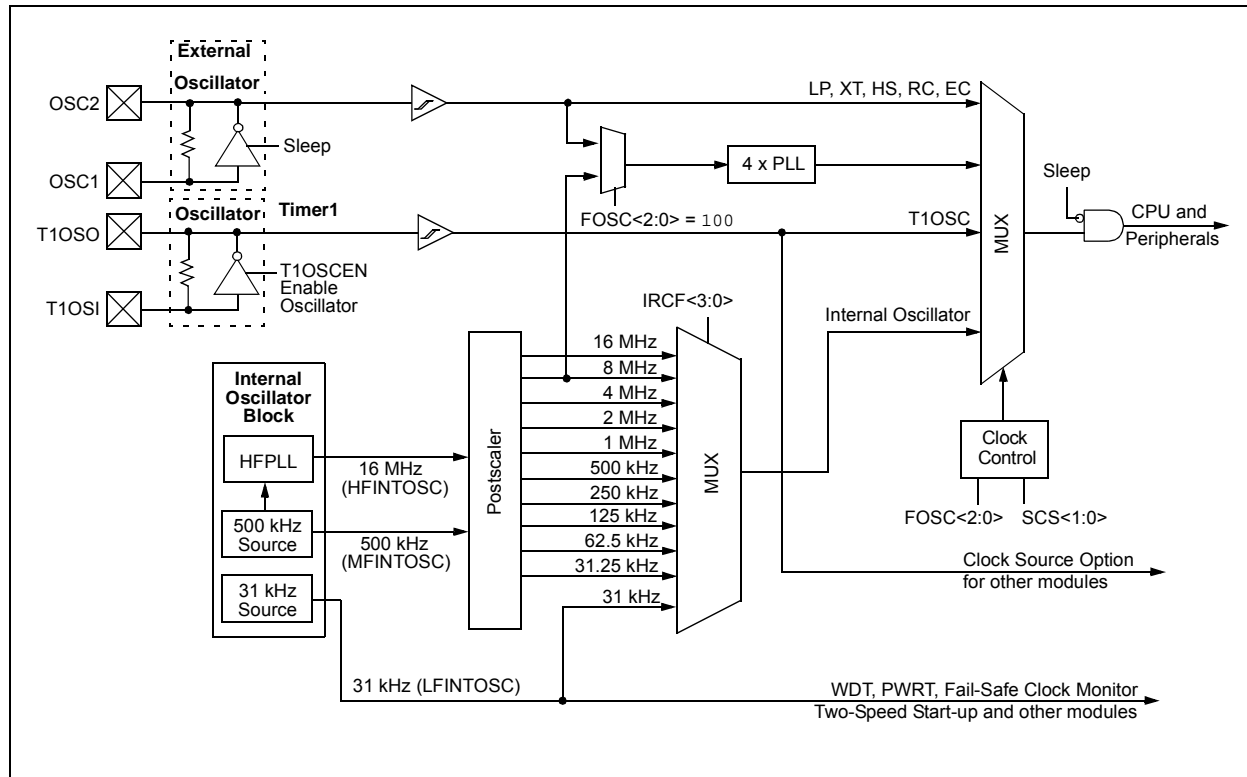 External
Oscillator
OSC2
LP, XT, HS, RC, EC
Sleep
OSC1
4 x PLL
Sleep
FOSC<2:0> = 100
Oscillator
Timer1
T1OSO
T1OSC
MUX
CPU and
Peripherals
T1OSCEN
Enable
Oscillator
T1OSI
IRCF<3:0>
Internal Oscillator
Internal
Oscillator
Block
HFPLL
16 MHz
(HFINTOSC)
500 kHz
Source
500 kHz
(MFINTOSC)
31 kHz
Source
Postscaler
16 MHz
8 MHz
4 MHz
2 MHz
1 MHz
500 kHz
250 kHz
125 kHz
62.5 kHz
31.25 kHz
31 kHz
MUX
Clock
Control
FOSC<2:0>
SCS<1:0>
Clock Source Option
for other modules
31 kHz (LFINTOSC)
WDT, PWRT, Fail-Safe Clock Monitor
Two-Speed Start-up and other modules